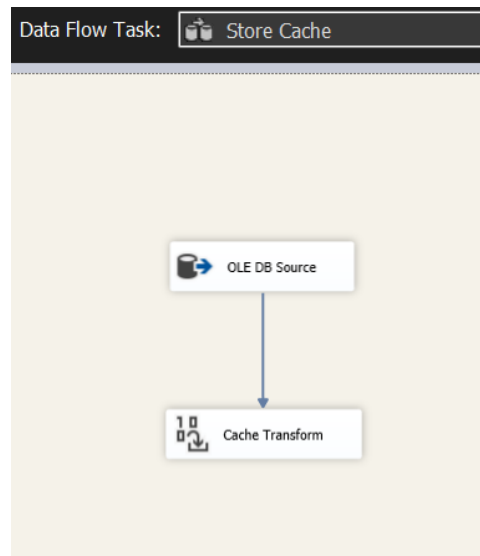 Data Flow Task: Store Cache
OLE DB Source
Cache Transform